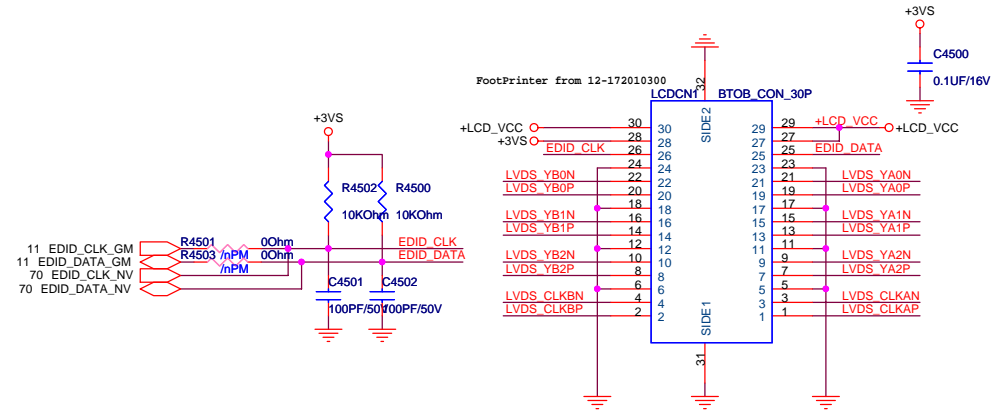 +3VS
C4500
0.1UF/16V
FootPrinter from 12-172010300
LCDCN1 BTOB_CON_30P
32
SIDE2
+LCD_VCC 30 30 29 29 +LCD_VCC +LCD_VCC
+3VS 28 28 27 27
EDID_CLK 26 26 25 25 EDID_DATA
24 24 23 23
LVDS_YB0N 22 22 21 21 LVDS_YA0N
LVDS_YB0P 20 20 19 19 LVDS_YA0P
18 18 17 17
LVDS_YB1N 16 16 15 15 LVDS_YA1N
LVDS_YB1P 14 14 13 13 LVDS_YA1P
12 12 11 11
LVDS_YB2N 10 10 9 9 LVDS_YA2N
LVDS_YB2P 8 8 7 7 LVDS_YA2P
6 6 5 5
LVDS_CLKBN 4 4 3 3 LVDS_CLKAN
LVDS_CLKBP 2 2 1 1 LVDS_CLKAP
SIDE1
31
+3VS
R4502 R4500
10KOhm 10KOhm
R4501 0Ohm EDID_CLK
11 EDID_CLK_GM
R4503 /nPM 0Ohm EDID_DATA
11 EDID_DATA_GM
/nPM
70 EDID_CLK_NV
70 EDID_DATA_NV
C4501 C4502
100PF/50V 100PF/50V